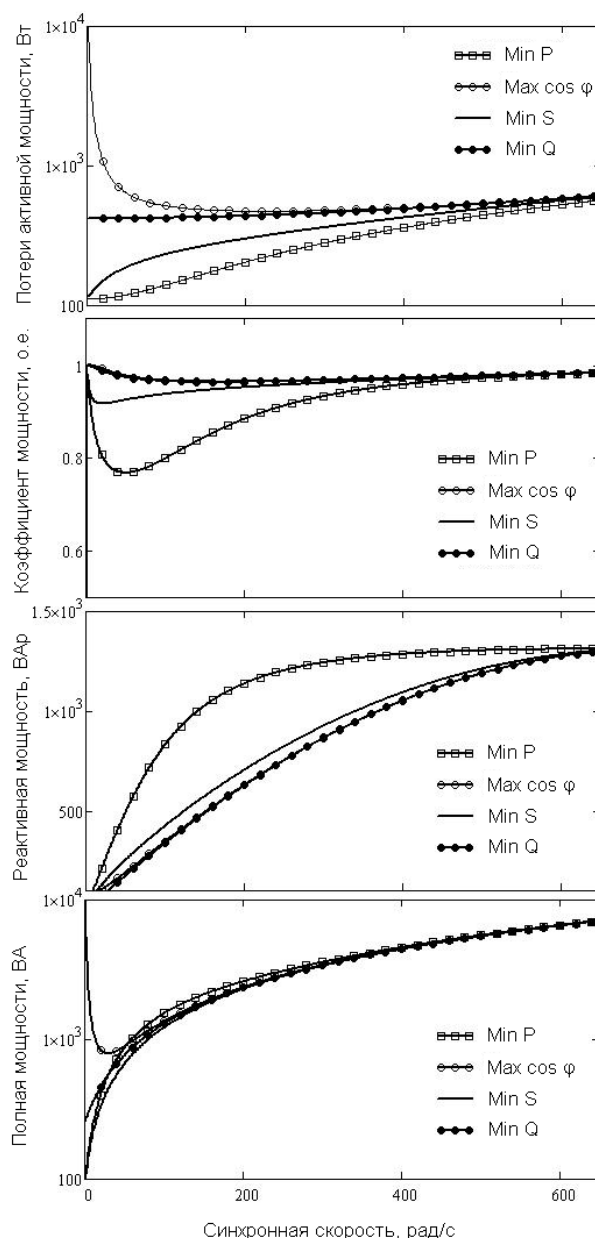 Потери активной мощности, Вт
1×10⁴
1×10³
100
Min P
Max cos φ
Min S
Min Q
Коэффициент мощности, о.е.
1
0.8
0.6
Min P
Max cos φ
Min S
Min Q
Реактивная мощность, ВАр
1.5×10³
1×10³
500
Min P
Max cos φ
Min S
Min Q
Полная мощности, ВА
1×10⁴
1×10³
100
Min P
Max cos φ
Min S
Min Q
0 200 400 600
Синхронная скорость, рад/с